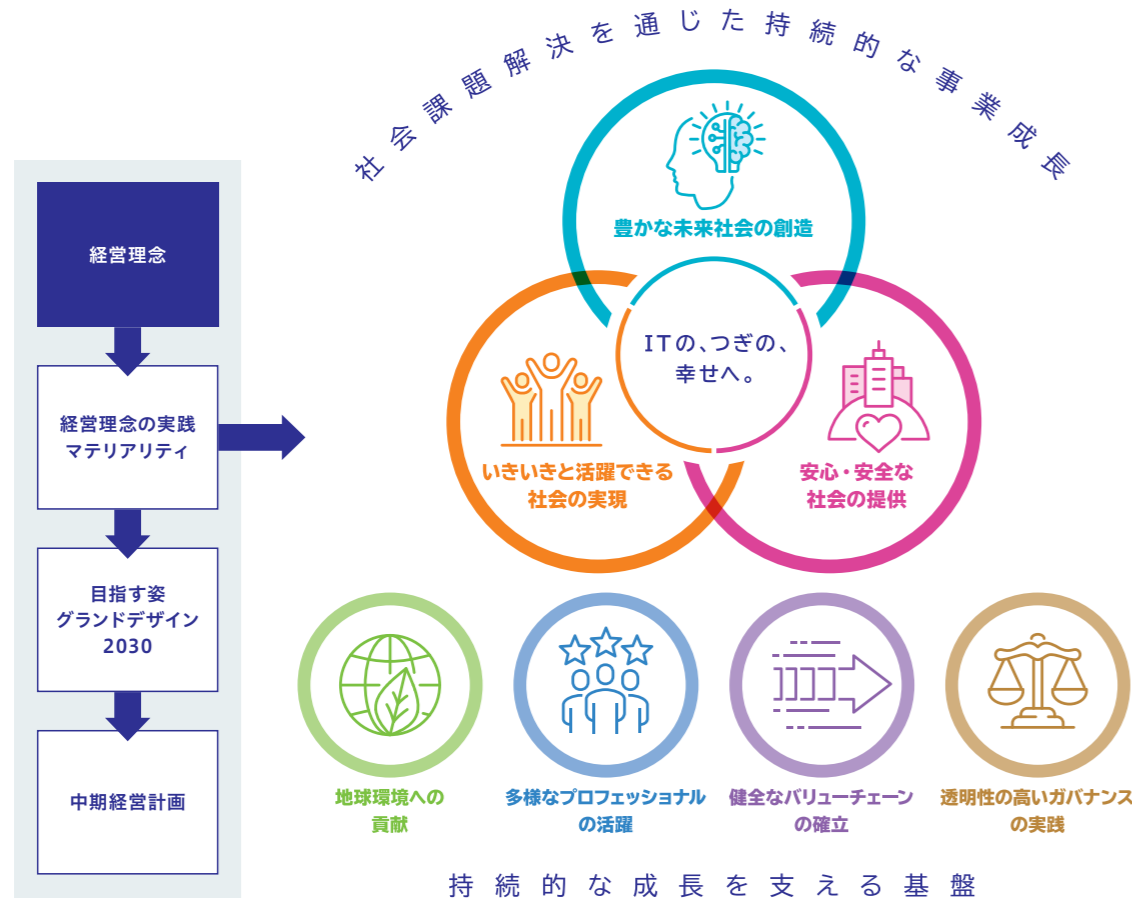 社会課題解決を通じた持続的な事業成長
経営理念
経営理念の実践
マテリアリティ
目指す姿
グランドデザイン
2030
中期経営計画
豊かな未来社会の創造
ITの、つぎの、
幸せへ。
いきいきと活躍できる
社会の実現
安心・安全な
社会の提供
地球環境への
貢献
多様なプロフェッショナル
の活躍
健全なバリューチェーン
の確立
透明性の高いガバナンス
の実践
持続的な成長を支える基盤